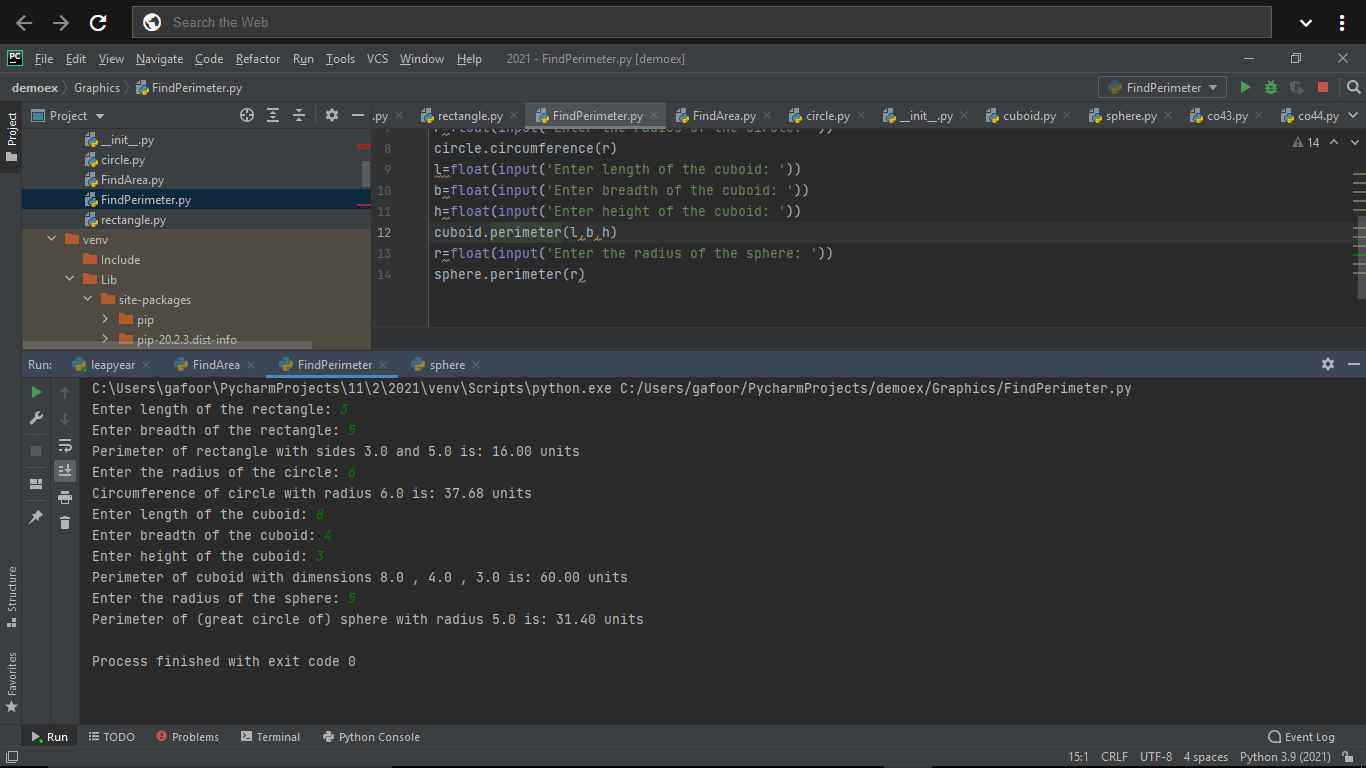 Search the Web
PC File Edit View Navigate Code Refactor Run Tools VCS Window Help 2021 - FindPerimeter.py [demoex]
demoex Graphics FindPerimeter.py FindPerimeter
Project .py rectangle.py FindPerimeter.py FindArea.py circle.py __init__.py cuboid.py sphere.py co43.py co44.py
Project
__init__.py
circle.py
FindArea.py
FindPerimeter.py
rectangle.py
venv
Include
Lib
site-packages
pip
pip-20.2.3.dist-info
7 r=float(input('Enter the radius of the circle: '))
8 circle.circumference(r)
9 l=float(input('Enter length of the cuboid: '))
10 b=float(input('Enter breadth of the cuboid: '))
11 h=float(input('Enter height of the cuboid: '))
12 cuboid.perimeter(l,b,h)
13 r=float(input('Enter the radius of the sphere: '))
14 sphere.perimeter(r)
14
Run: leapyear FindArea FindPerimeter sphere
C:\Users\gafoor\PycharmProjects\11\2\2021\venv\Scripts\python.exe C:/Users/gafoor/PycharmProjects/demoex/Graphics/FindPerimeter.py
Enter length of the rectangle: 3
Enter breadth of the rectangle: 5
Perimeter of rectangle with sides 3.0 and 5.0 is: 16.00 units
Enter the radius of the circle: 6
Circumference of circle with radius 6.0 is: 37.68 units
Enter length of the cuboid: 8
Enter breadth of the cuboid: 4
Enter height of the cuboid: 3
Perimeter of cuboid with dimensions 8.0 , 4.0 , 3.0 is: 60.00 units
Enter the radius of the sphere: 5
Perimeter of (great circle of) sphere with radius 5.0 is: 31.40 units
Process finished with exit code 0
Structure
Favorites
Run TODO Problems Terminal Python Console Event Log
15:1 CRLF UTF-8 4 spaces Python 3.9 (2021)